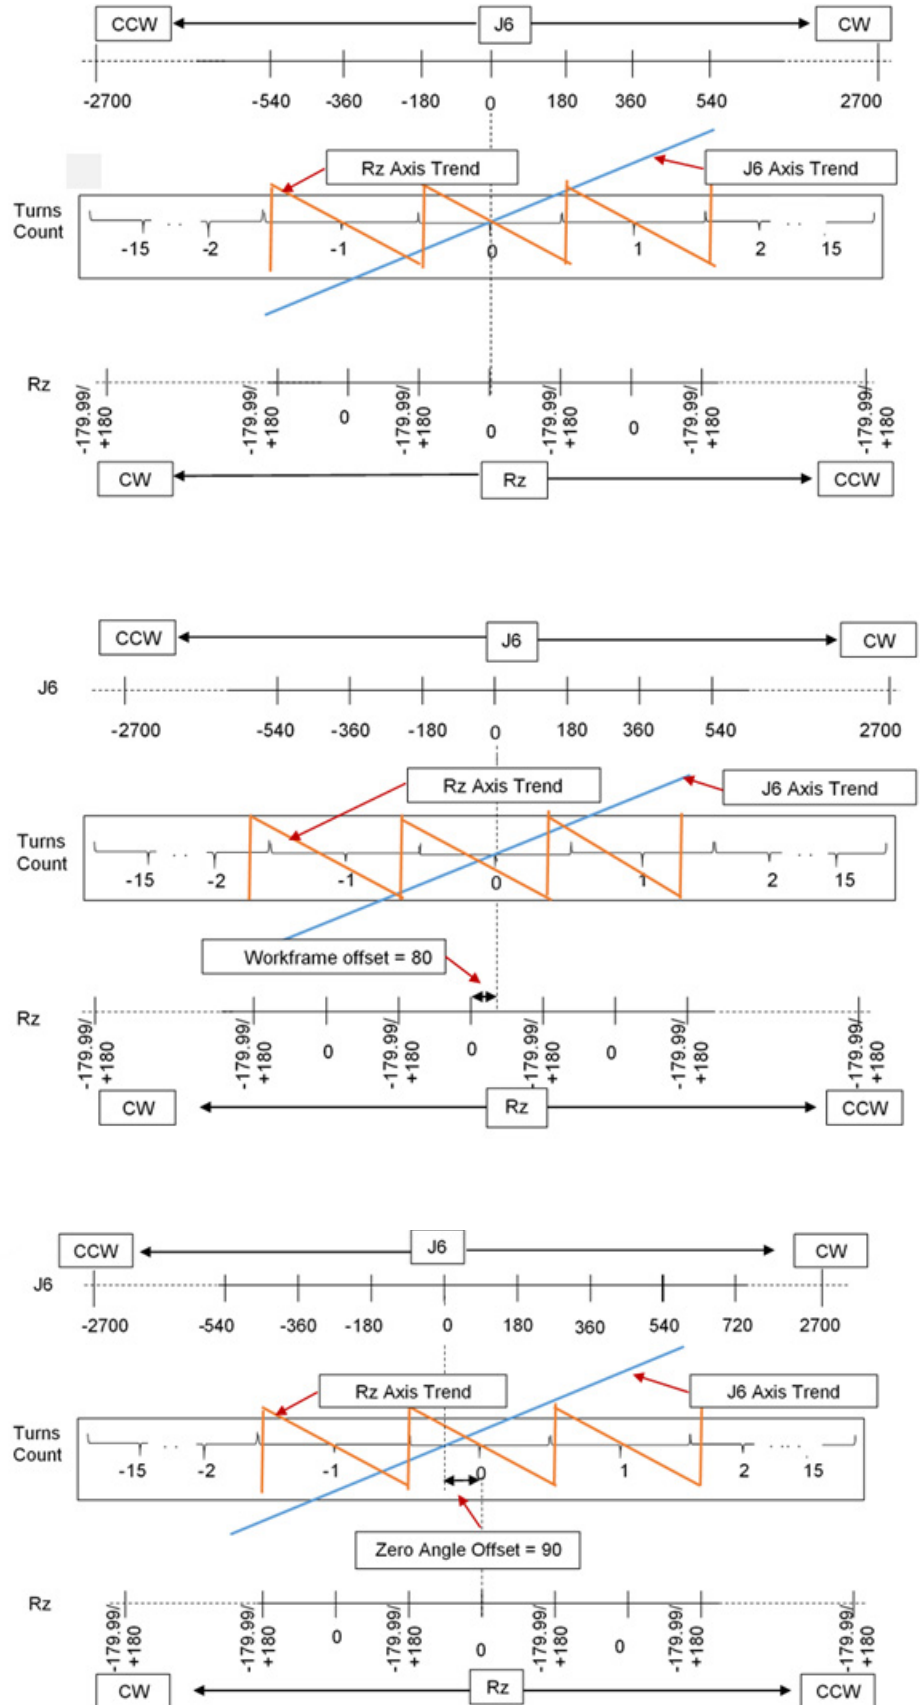 CCW J6 CW
-2700 -540 -360 -180 0 180 360 540 2700
Rz Axis Trend J6 Axis Trend
Turns
Count
-15 .. -2 -1 0 1 2 .. 15
Rz
-179.99/
+180
-179.99/
+180
0
-179.99/
+180
0
-179.99/
+180
0
-179.99/
+180
-179.99/
+180
CW Rz CCW
CCW J6 CW
J6
-2700 -540 -360 -180 0 180 360 540 2700
Rz Axis Trend J6 Axis Trend
Turns
Count
-15 .. -2 -1 0 1 2 .. 15
Workframe offset = 80
Rz
-179.99/
+180
-179.99/
+180
0
-179.99/
+180
0
-179.99/
+180
0
-179.99/
+180
-179.99/
+180
CW Rz CCW
CCW J6 CW
J6
-2700 -540 -360 -180 0 180 360 540 720 2700
Rz Axis Trend J6 Axis Trend
Turns
Count
-15 .. -2 -1 0 1 2 ... 15
Zero Angle Offset = 90
Rz
-179.99/
+180
-179.99/
+180
0
-179.99/
+180
0
-179.99/
+180
0
-179.99/
+180
-179.99/
+180
CW Rz CCW